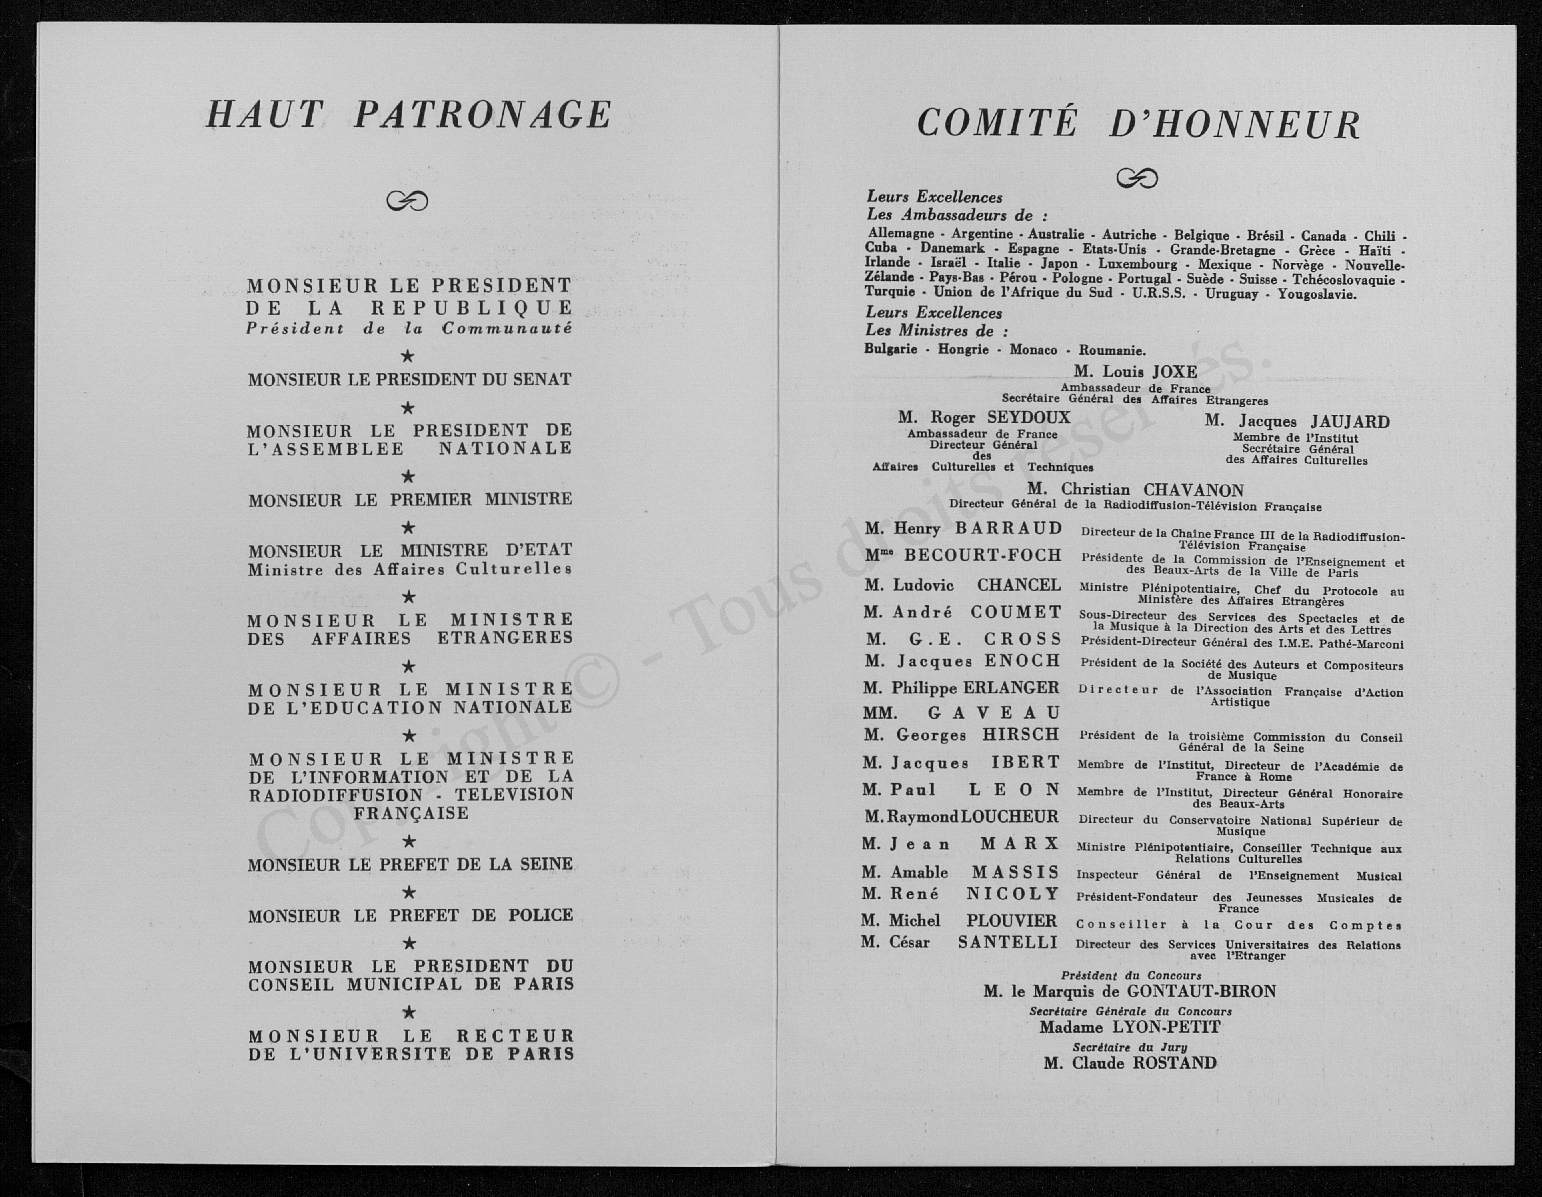 HAUT PATRONAGE
MONSIEUR LE PRESIDENT
DE LA REPUBLIQUE
Président de la Communauté
★
MONSIEUR LE PRESIDENT DU SENAT
★
MONSIEUR LE PRESIDENT DE
L'ASSEMBLEE NATIONALE
★
MONSIEUR LE PREMIER MINISTRE
★
MONSIEUR LE MINISTRE D'ETAT
Ministre des Affaires Culturelles
★
MONSIEUR LE MINISTRE
DES AFFAIRES ETRANGERES
★
MONSIEUR LE MINISTRE
DE L'EDUCATION NATIONALE
★
MONSIEUR LE MINISTRE
DE L'INFORMATION ET DE LA
RADIODIFFUSION - TELEVISION
FRANÇAISE
★
MONSIEUR LE PREFET DE LA SEINE
★
MONSIEUR LE PREFET DE POLICE
★
MONSIEUR LE PRESIDENT DU
CONSEIL MUNICIPAL DE PARIS
★
MONSIEUR LE RECTEUR
DE L'UNIVERSITE DE PARIS
COMITÉ D'HONNEUR
Leurs Excellences
Les Ambassadeurs de :
Allemagne - Argentine - Australie - Autriche - Belgique - Brésil - Canada - Chili -
Cuba - Danemark - Espagne - Etats-Unis - Grande-Bretagne - Grèce - Haïti -
Irlande - Israël - Italie - Japon - Luxembourg - Mexique - Norvège - Nouvelle-
Zélande - Pays-Bas - Pérou - Pologne - Portugal - Suède - Suisse - Tchécoslovaquie -
Turquie - Union de l'Afrique du Sud - U.R.S.S. - Uruguay - Yougoslavie.
Leurs Excellences
Les Ministres de :
Bulgarie - Hongrie - Monaco - Roumanie.
M. Louis JOXE
Ambassadeur de France
Secrétaire Général des Affaires Etrangeres
M. Roger SEYDOUX
Ambassadeur de France
Directeur Général
des
Affaires Culturelles et Techniques
M. Jacques JAUJARD
Membre de l'Institut
Secrétaire Général
des Affaires Culturelles
M. Christian CHAVANON
Directeur Général de la Radiodiffusion-Télévision Française
M. Henry BARRAUD Directeur de la Chaîne France III de la Radiodiffusion-
Télévision Française
Mme BECOURT-FOCH Présidente de la Commission de l'Enseignement et
des Beaux-Arts de la Ville de Paris
M. Ludovic CHANCEL Ministre Plénipotentiaire, Chef du Protocole au
Ministère des Affaires Etrangères
M. André COUMET Sous-Directeur des Services des Spectacles et de
la Musique à la Direction des Arts et des Lettres
M. G.E. CROSS Président-Directeur Général des I.M.E. Pathé-Marconi
M. Jacques ENOCH Président de la Société des Auteurs et Compositeurs
de Musique
M. Philippe ERLANGER Directeur de l'Association Française d'Action
Artistique
MM. GAVEAU
M. Georges HIRSCH Président de la troisième Commission du Conseil
Général de la Seine
M. Jacques IBERT Membre de l'Institut, Directeur de l'Académie de
France à Rome
M. Paul LEON Membre de l'Institut, Directeur Général Honoraire
des Beaux-Arts
M. Raymond LOUCHEUR Directeur du Conservatoire National Supérieur de
Musique
M. Jean MARX Ministre Plénipotentiaire, Conseiller Technique aux
Relations Culturelles
M. Amable MASSIS Inspecteur Général de l'Enseignement Musical
M. René NICOLY Président-Fondateur des Jeunesses Musicales de
France
M. Michel PLOUVIER Conseiller à la Cour des Comptes
M. César SANTELLI Directeur des Services Universitaires des Relations
avec l'Etranger
Président du Concours
M. le Marquis de GONTAUT-BIRON
Secrétaire Générale du Concours
Madame LYON-PETIT
Secrétaire du Jury
M. Claude ROSTAND
Copyright © - Tous droits réservés.